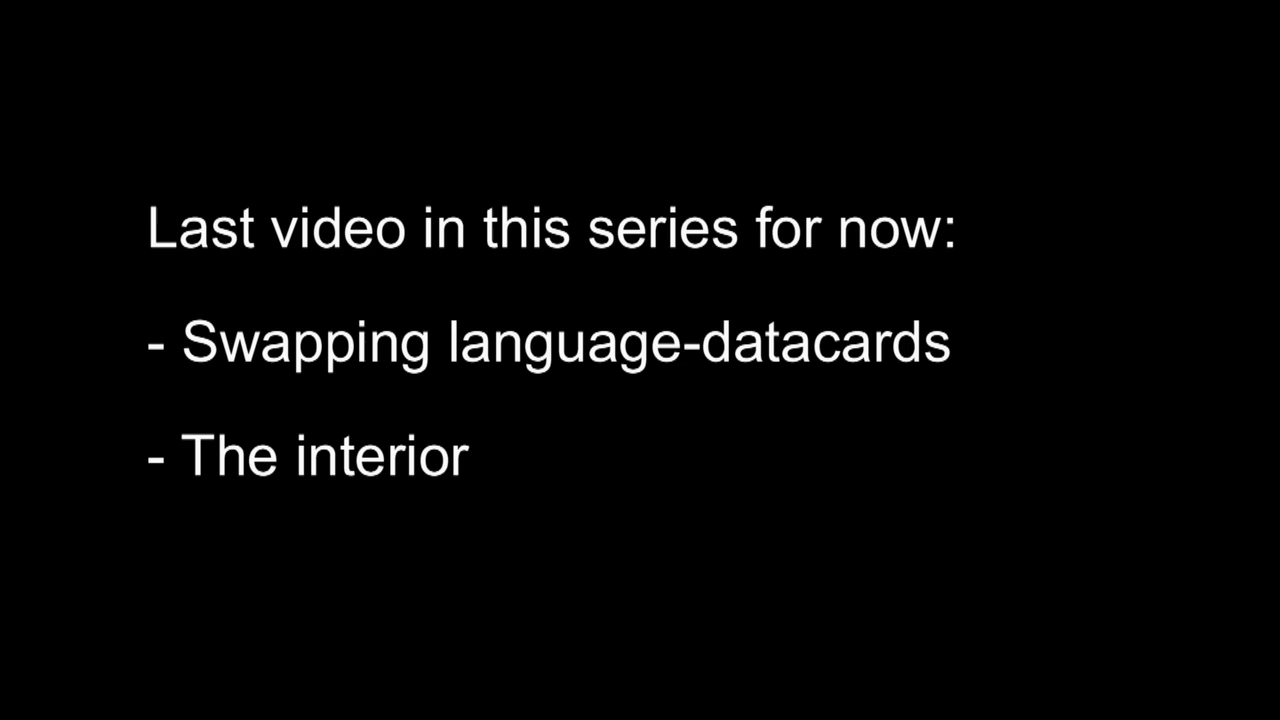 Last video in this series for now:
- Swapping language-datacards
- The interior